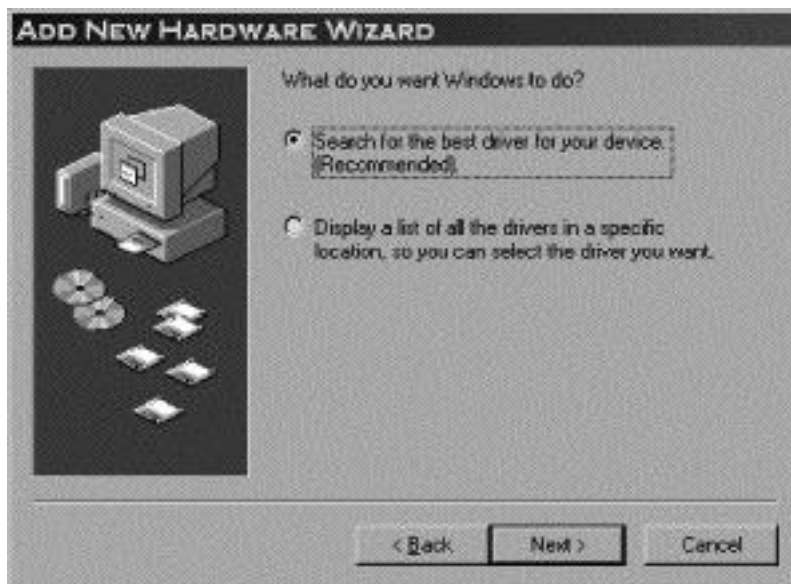 ADD NEW HARDWARE WIZARD
What do you want Windows to do?
Search for the best driver for your device.
(Recommended).
Display a list of all the drivers in a specific
location, so you can select the driver you want.
< Back
Next >
Cancel